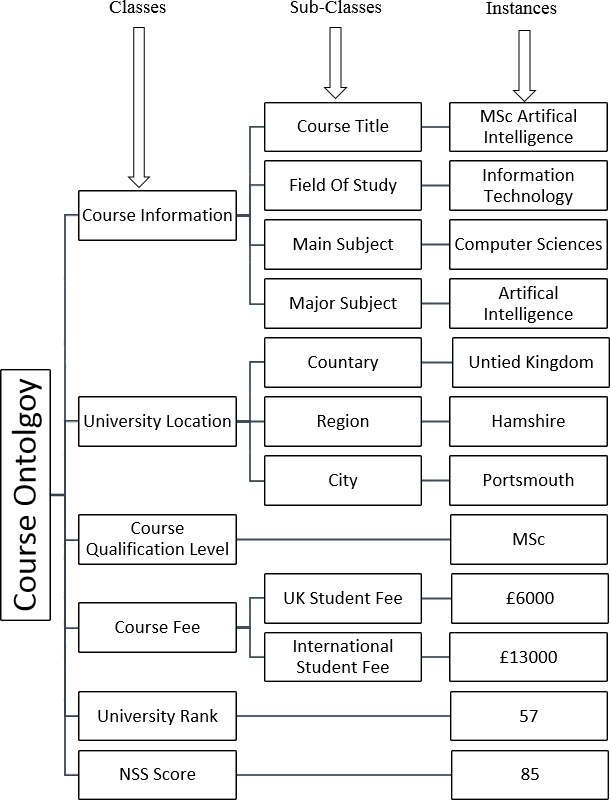 Classes
Sub-Classes
Instances
Course Ontolgoy
Course Information
Course Title
MSc Artifical
Intelligence
Field Of Study
Information
Technology
Main Subject
Computer Sciences
Major Subject
Artifical
Intelligence
University Location
Countary
Untied Kingdom
Region
Hamshire
City
Portsmouth
Course
Qualification Level
MSc
Course Fee
UK Student Fee
£6000
International
Student Fee
£13000
University Rank
57
NSS Score
85